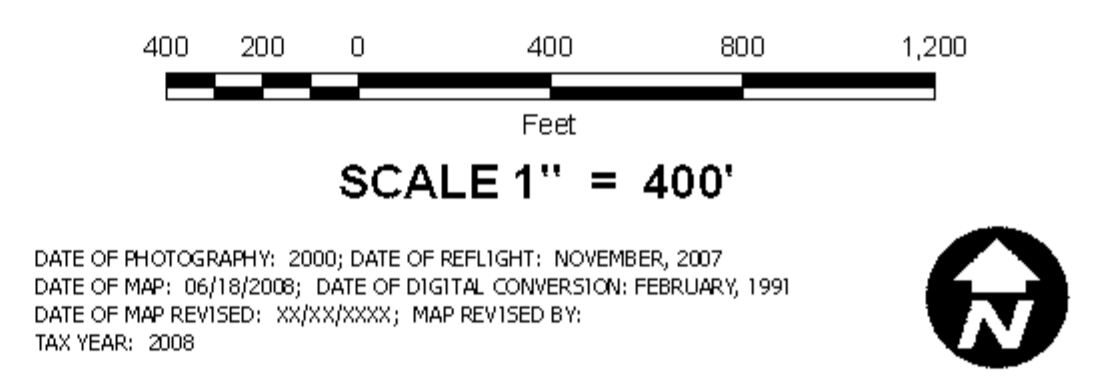 400 200 0 400 800 1,200
Feet
SCALE 1" = 400'
DATE OF PHOTOGRAPHY: 2000; DATE OF REFLIGHT: NOVEMBER, 2007
DATE OF MAP: 06/18/2008; DATE OF DIGITAL CONVERSION: FEBRUARY, 1991
DATE OF MAP REVISED: XX/XX/XXXX; MAP REVISED BY:
TAX YEAR: 2008
N